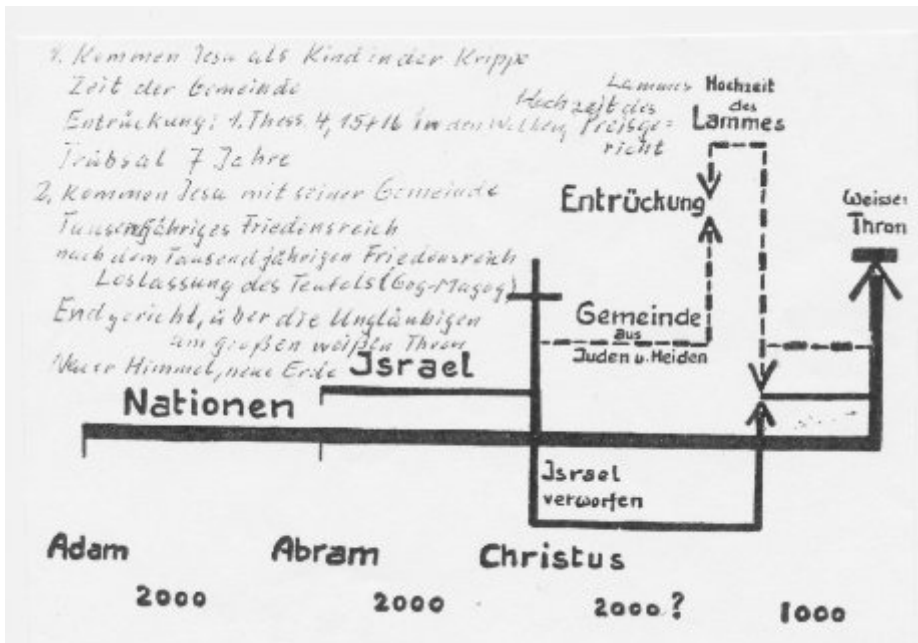 1. Kommen Jesu als Kind in der Krippe
Zeit der Gemeinde
Entrückung: 1. Thess. 4, 15+16 in den Wolken, Preisge=
richt
Hochzeit des
Lammes
Trübsal 7 Jahre
2. Kommen Jesu mit seiner Gemeinde
Tausendjähriges Friedensreich
nach dem Tausendjährigen Friedensreich
Loslassung des Teufels (Gog-Magog)
Endgericht, über die Ungläubigen
am großen weißen Thron
Neuer Himmel, neue Erde
Hochzeit
des
Lammes
Entrückung
Weisser
Thron
Gemeinde
aus
Juden u. Heiden
Israel
Nationen
Israel
verworfen
Adam
Abram
Christus
2000
2000
2000?
1000